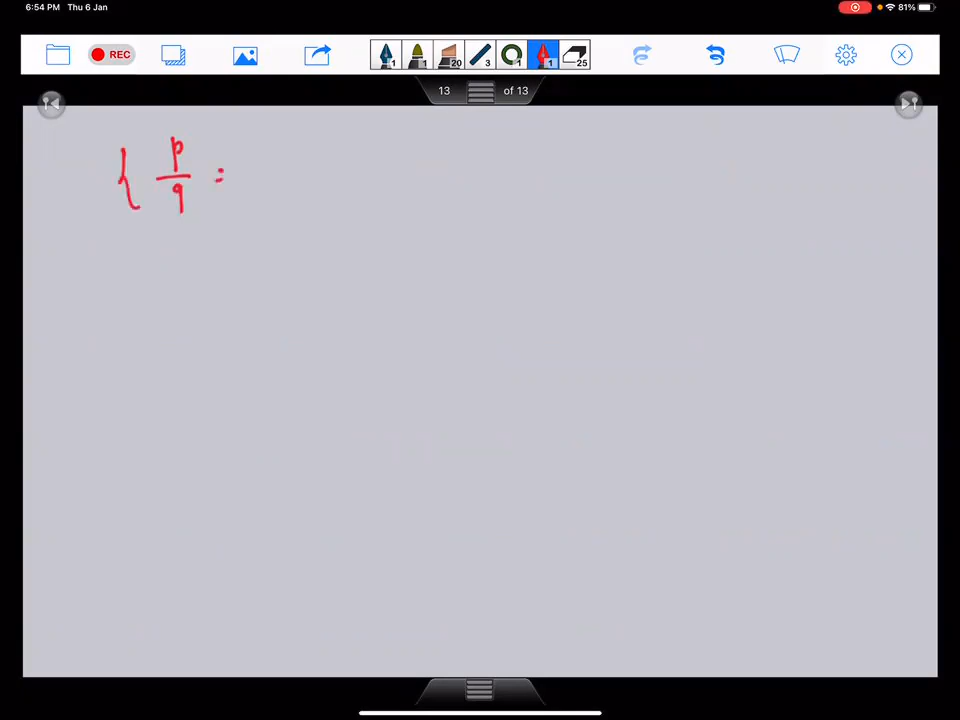 6:54 PM Thu 6 Jan 81%
REC 1 1 20 3 1 1 25
13 of 13
{ p/q =